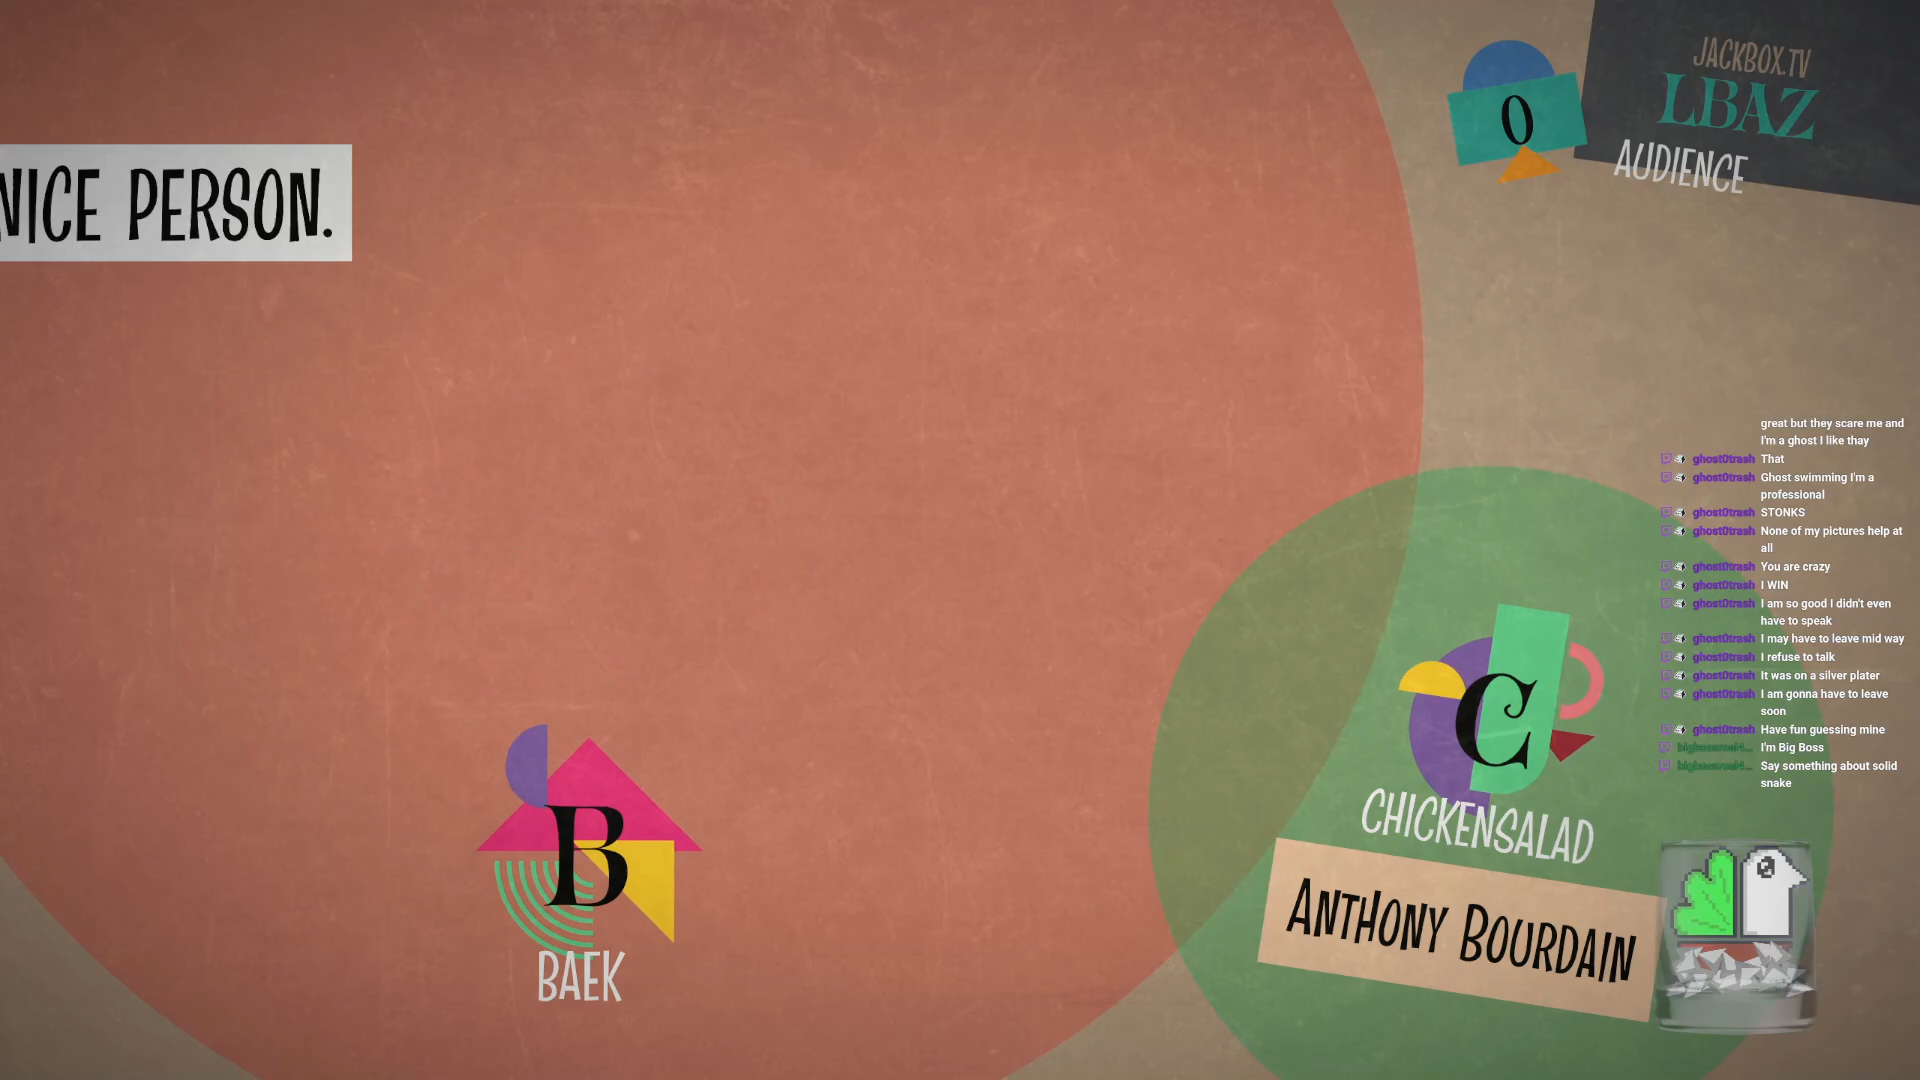 JACKBOX.TV
LBAZ
0
AUDIENCE
NICE PERSON.
great but they scare me and
I'm a ghost I like thay
ghost0trash That
ghost0trash Ghost swimming I'm a
professional
ghost0trash STONKS
ghost0trash None of my pictures help at
all
ghost0trash You are crazy
ghost0trash I WIN
ghost0trash I am so good I didn't even
have to speak
ghost0trash I may have to leave mid way
ghost0trash I refuse to talk
ghost0trash It was on a silver plater
ghost0trash I am gonna have to leave
soon
ghost0trash Have fun guessing mine
I'm Big Boss
Say something about solid
snake
B
BAEK
C
CHICKENSALAD
ANTHONY BOURDAIN